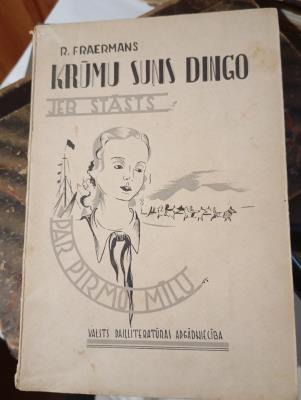 R. FRAERMANS
KRŪMU SUNS DINGO
JEB STĀSTS
PAR PIRMO MĪLU
VALSTS DAIĻLITERATŪRAS APGĀDNIECĪBA